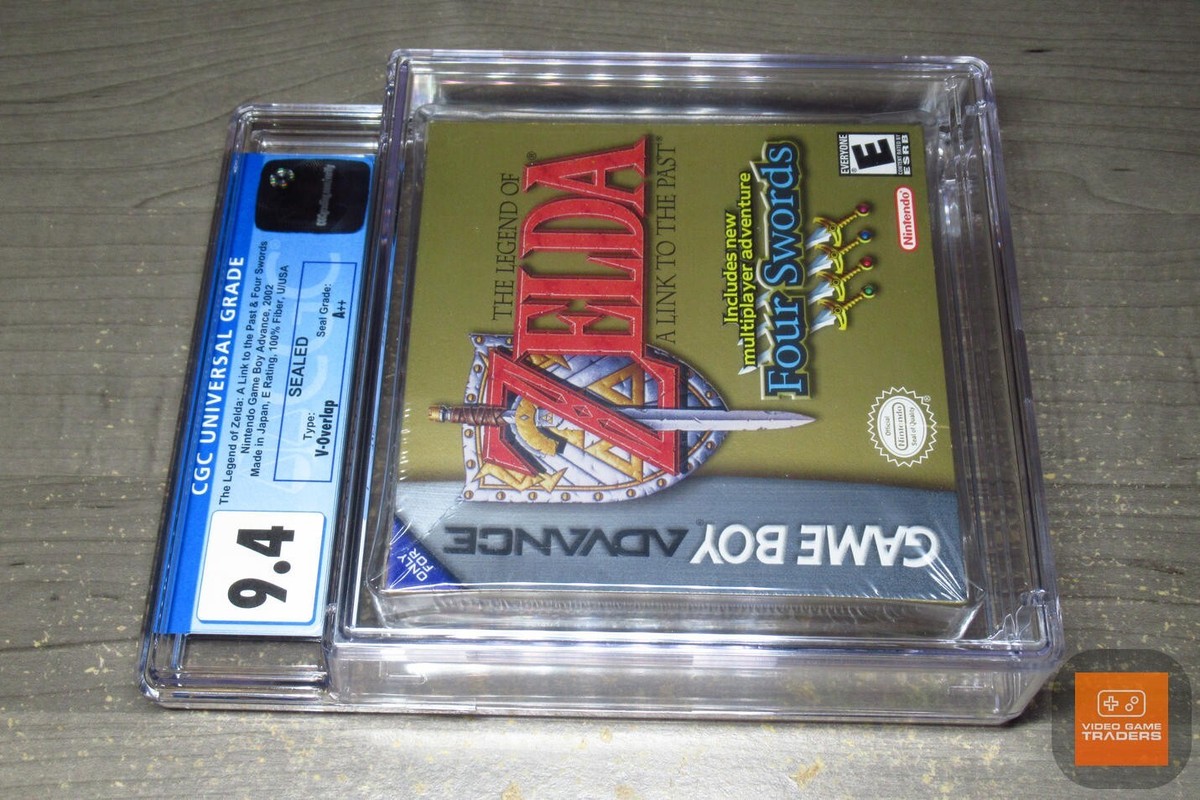 CGC UNIVERSAL GRADE
The Legend of Zelda: A Link to the Past & Four Swords
Nintendo Game Boy Advance, 2002
Made in Japan, E Rating, 100% Fiber, U/USA
SEALED
Type:
V-Overlap
Seal Grade:
A++
9.4
THE LEGEND OF
ZELDA®
A LINK TO THE PAST
Includes new
multiplayer adventure
Four Swords
EVERYONE
E
CONTENT RATED BY
ESRB
Nintendo®
Official
Nintendo
Seal of Quality
®
ONLY
FOR
GAME BOY ADVANCE
VIDEO GAME
TRADERS